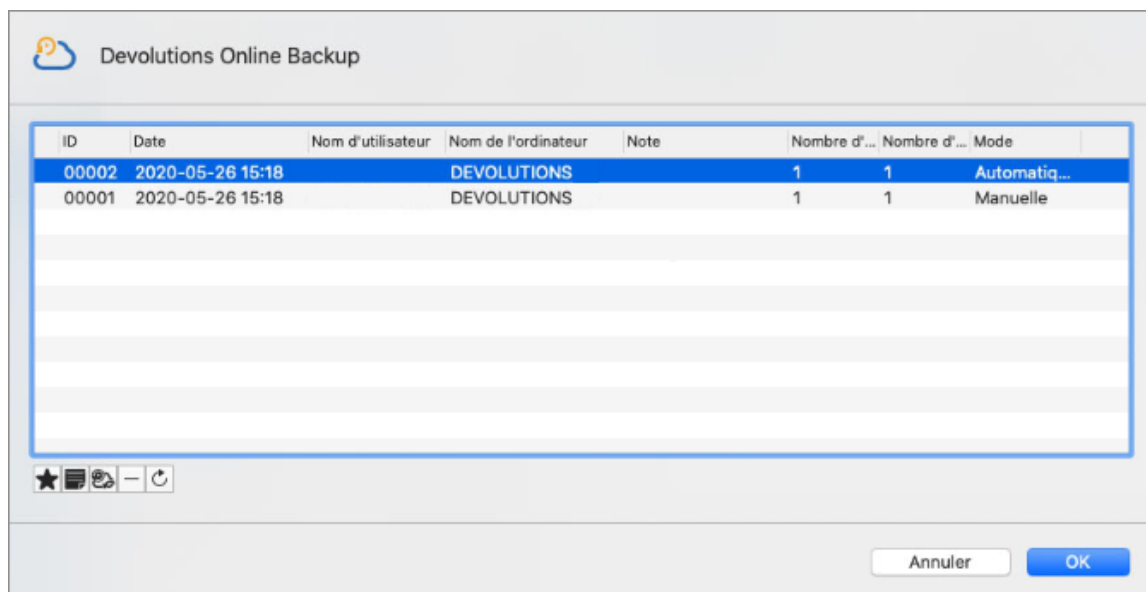 Devolutions Online Backup
ID Date Nom d'utilisateur Nom de l'ordinateur Note Nombre d'... Nombre d'... Mode
00002 2020-05-26 15:18 DEVOLUTIONS 1 1 Automatiq...
00001 2020-05-26 15:18 DEVOLUTIONS 1 1 Manuelle
Annuler OK